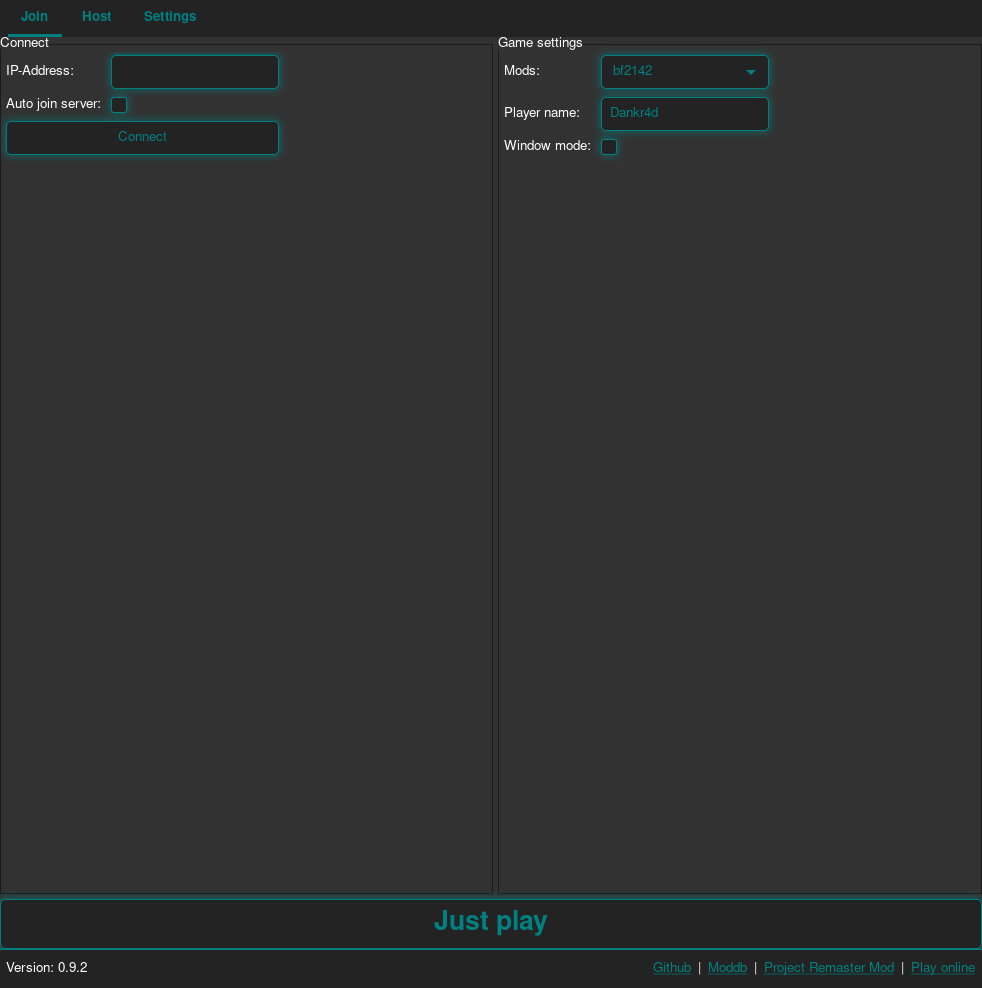 Join Host Settings
Connect
IP-Address:
Auto join server:
Connect
Game settings
Mods: bf2142
Player name: Dankr4d
Window mode:
Just play
Version: 0.9.2
Github | Moddb | Project Remaster Mod | Play online